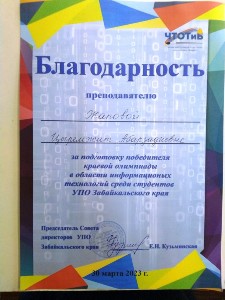 ЧТОТиБ
Благодарность
преподавателю
Жаповой
за подготовку победителя
краевой олимпиады
в области информационных
технологий среди студентов
УПО Забайкальского края
Председатель Совета
директоров УПО
Забайкальского края Е.Н. Кузьминская
30 марта 2023 г.